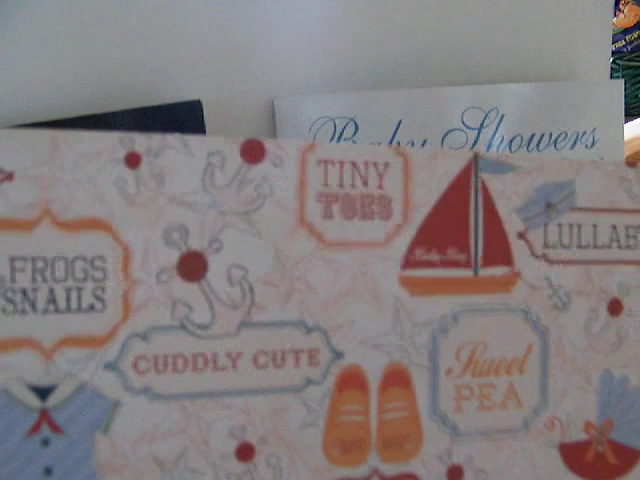 Baby Showers
TINY
TOES
LULLAB
FROGS
SNAILS
CUDDLY CUTE
Sweet
PEA